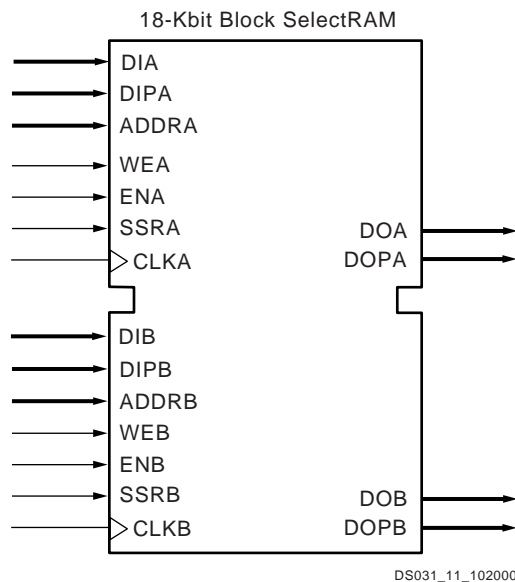 18-Kbit Block SelectRAM
DIA
DIPA
ADDRA
WEA
ENA
SSRA
CLKA
DOA
DOPA
DIB
DIPB
ADDRB
WEB
ENB
SSRB
CLKB
DOB
DOPB
DS031_11_102000